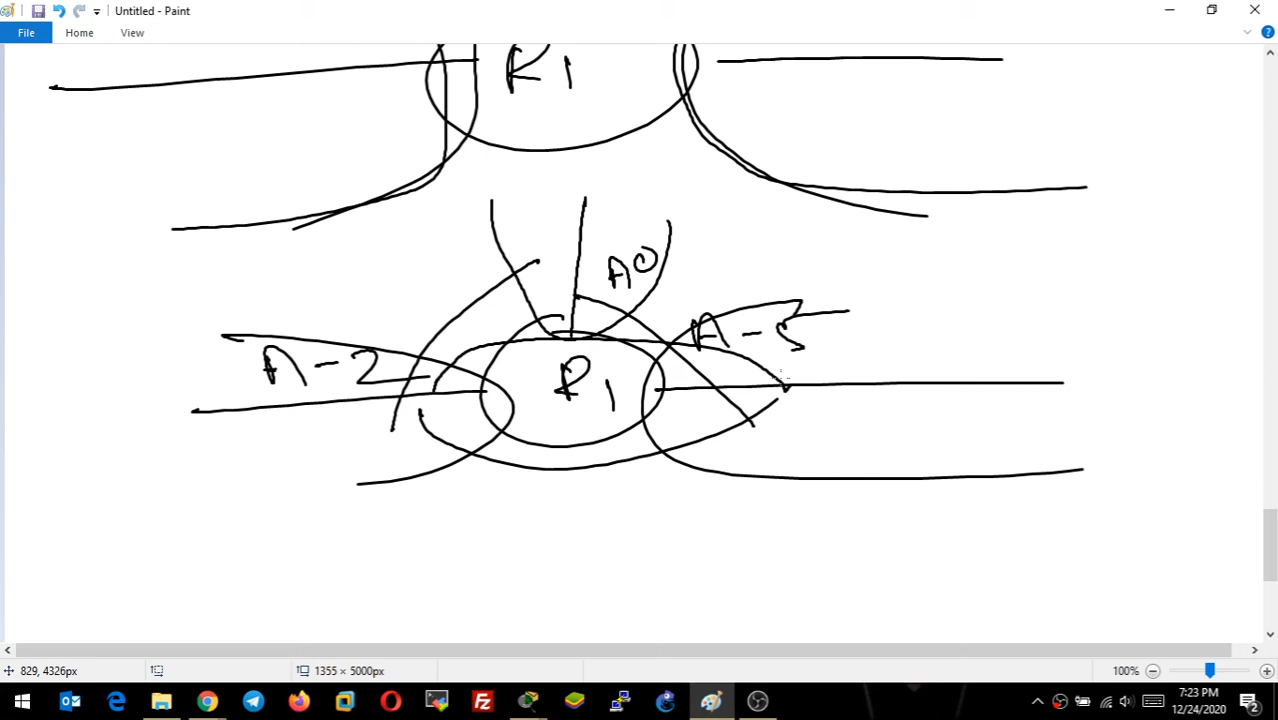 Untitled - Paint
File Home View
R1
A0
A-5
A-2
R1
829, 4326px 1355 × 5000px 100%
7:23 PM
12/24/2020
2